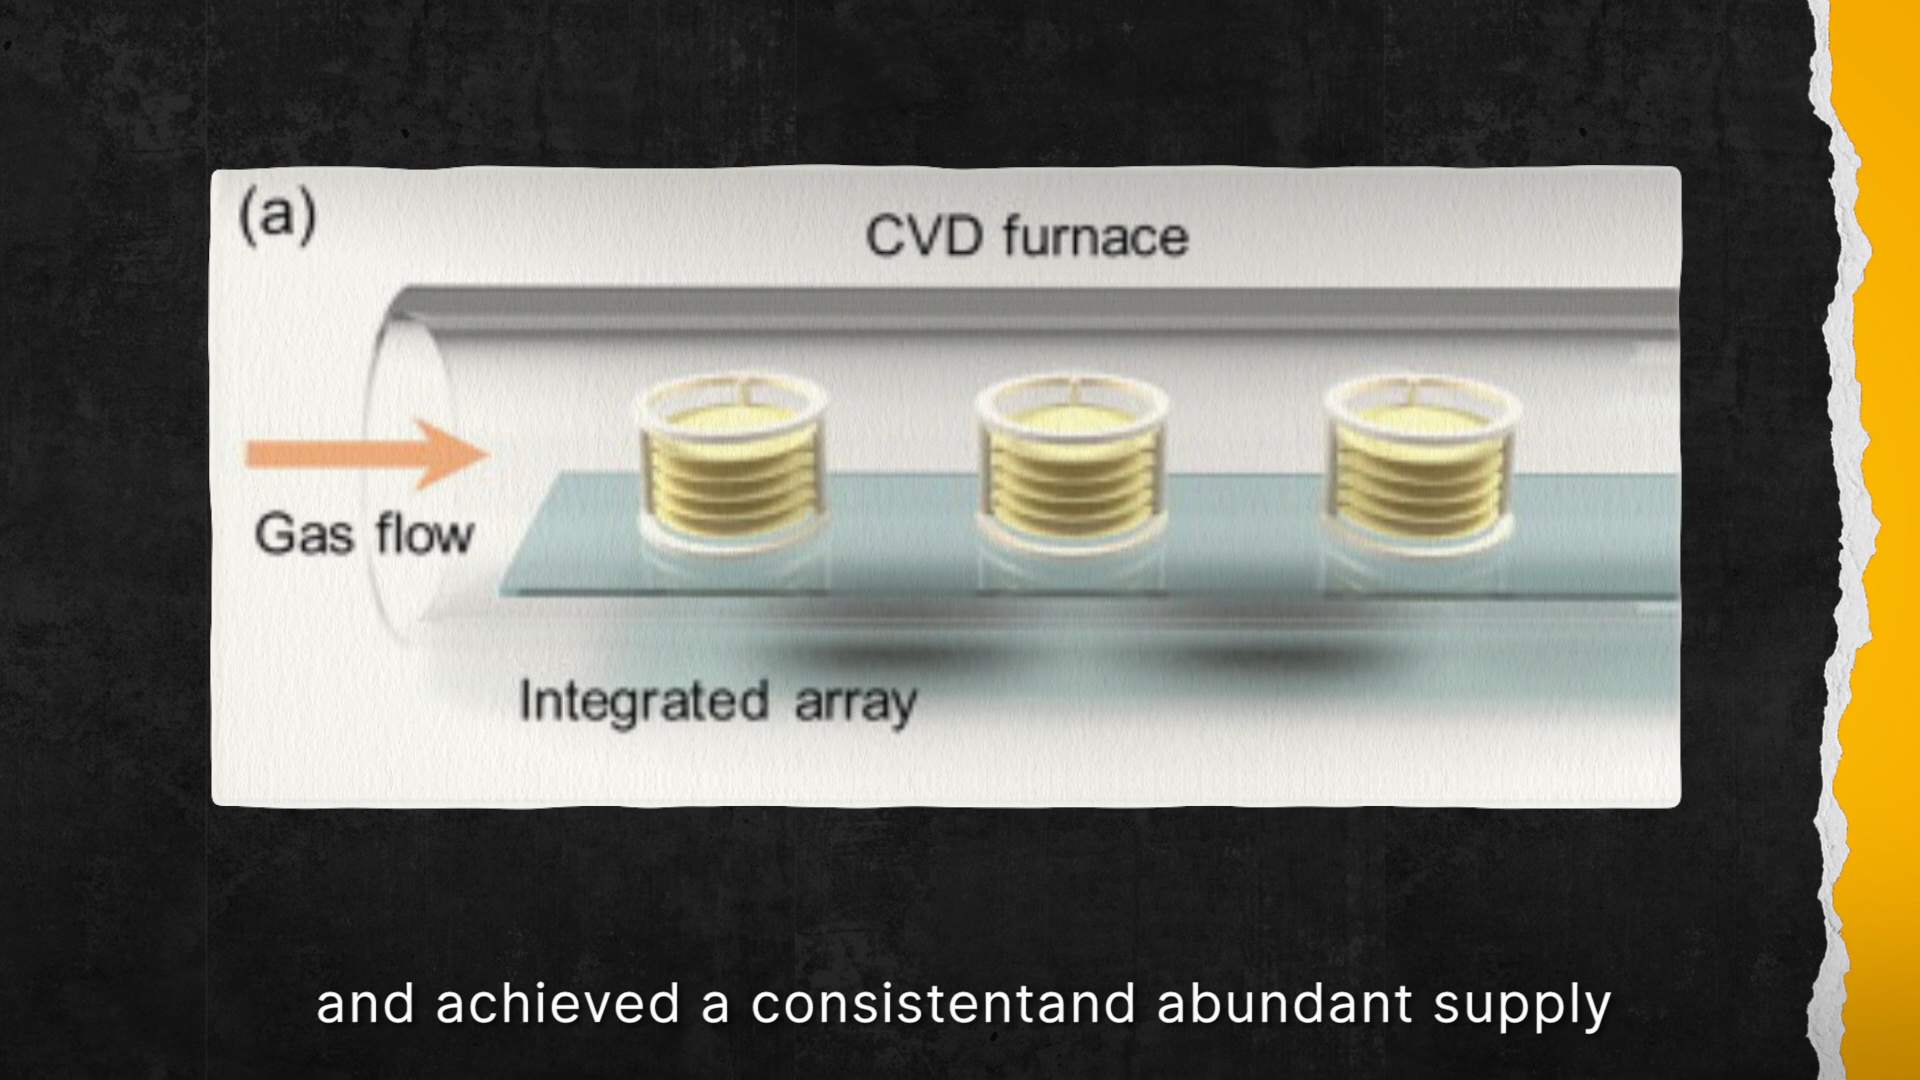 (a)
CVD furnace
Gas flow
Integrated array
and achieved a consistentand abundant supply